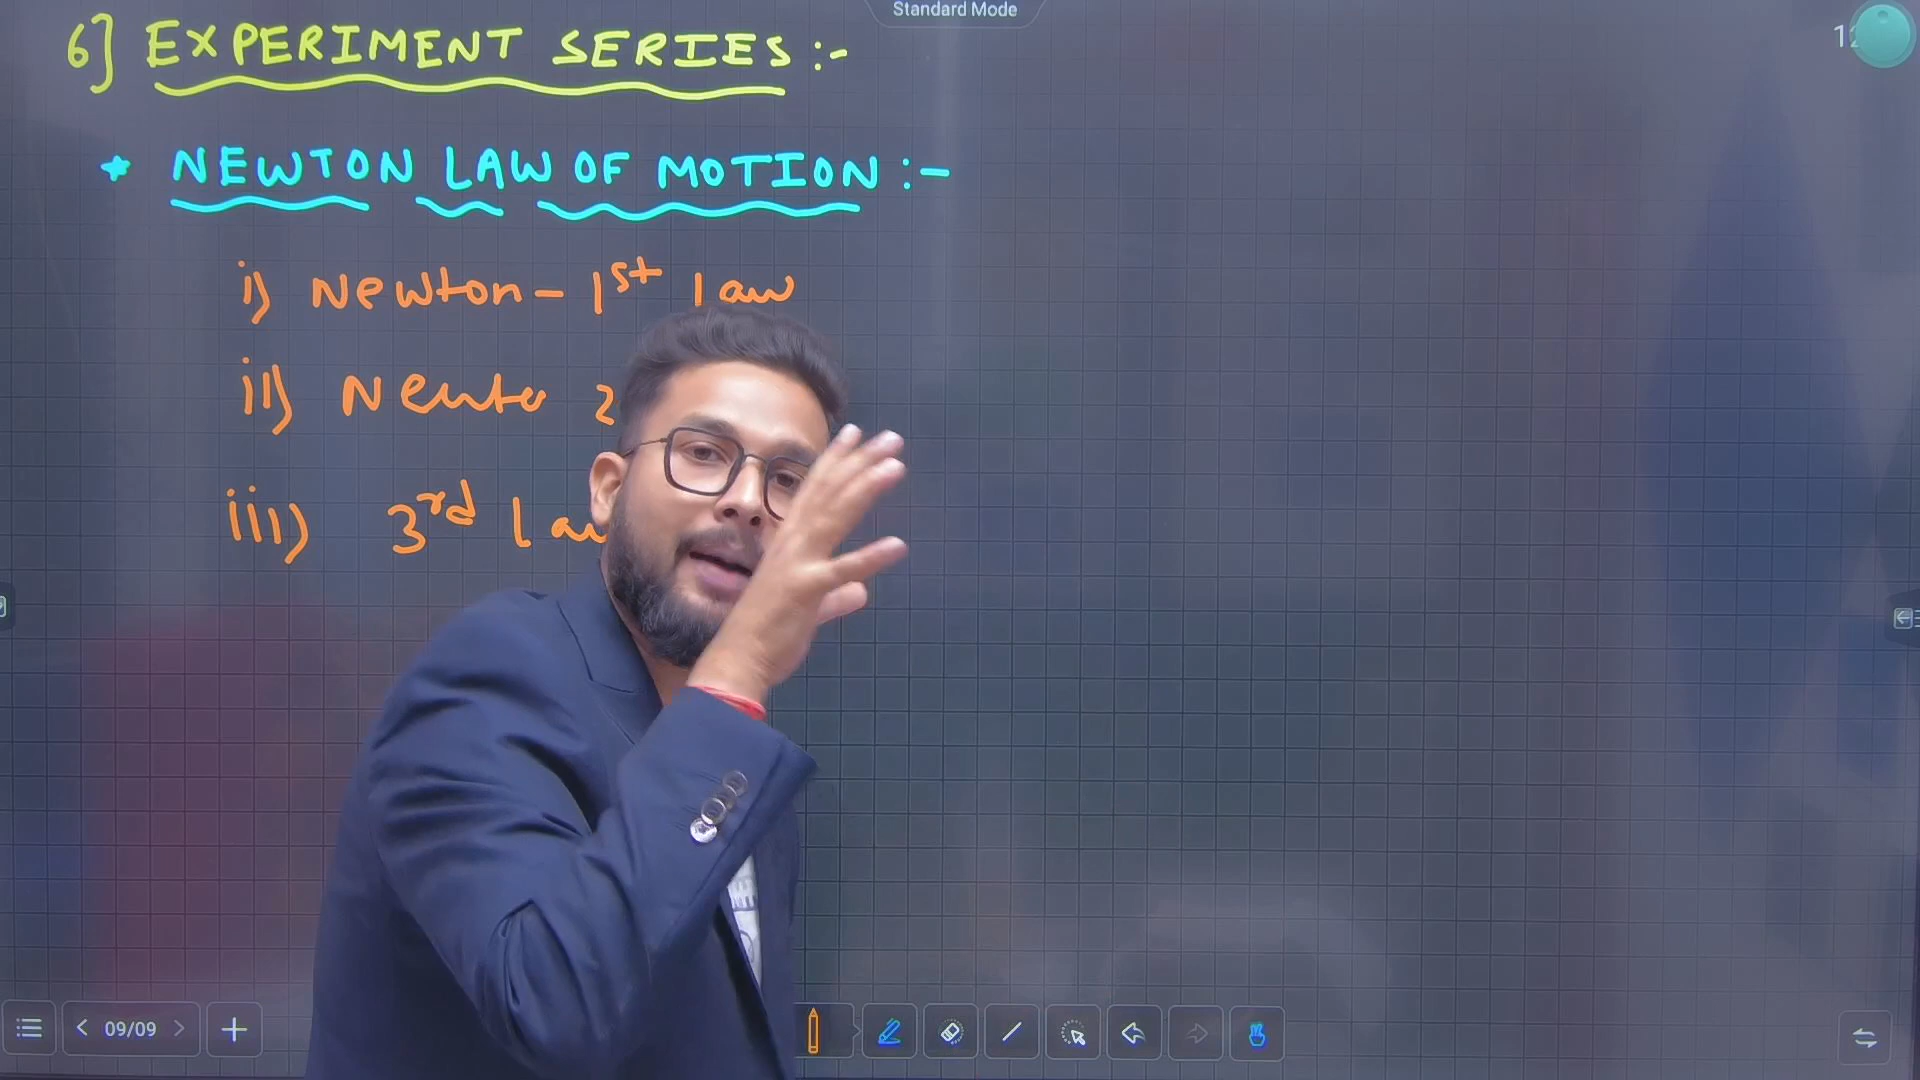 Standard Mode
6] EXPERIMENT SERIES :-
* NEWTON LAW OF MOTION :-
i) Newton - 1st law
ii) Newto 2
iii) 3rd
09/09